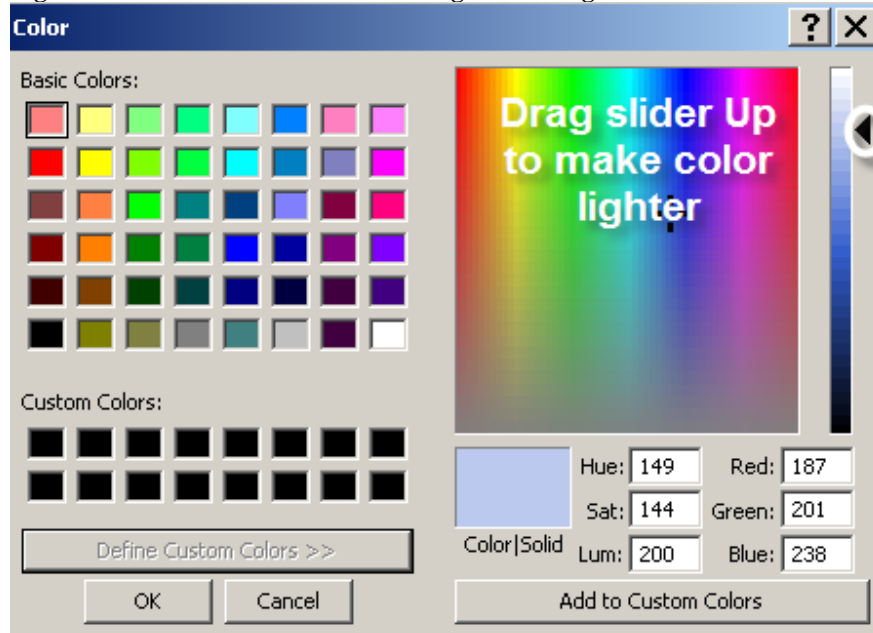 Color
Basic Colors:
Drag slider Up
to make color
lighter
Custom Colors:
Define Custom Colors >>
OK Cancel
Color|Solid
Hue: 149 Red: 187
Sat: 144 Green: 201
Lum: 200 Blue: 238
Add to Custom Colors